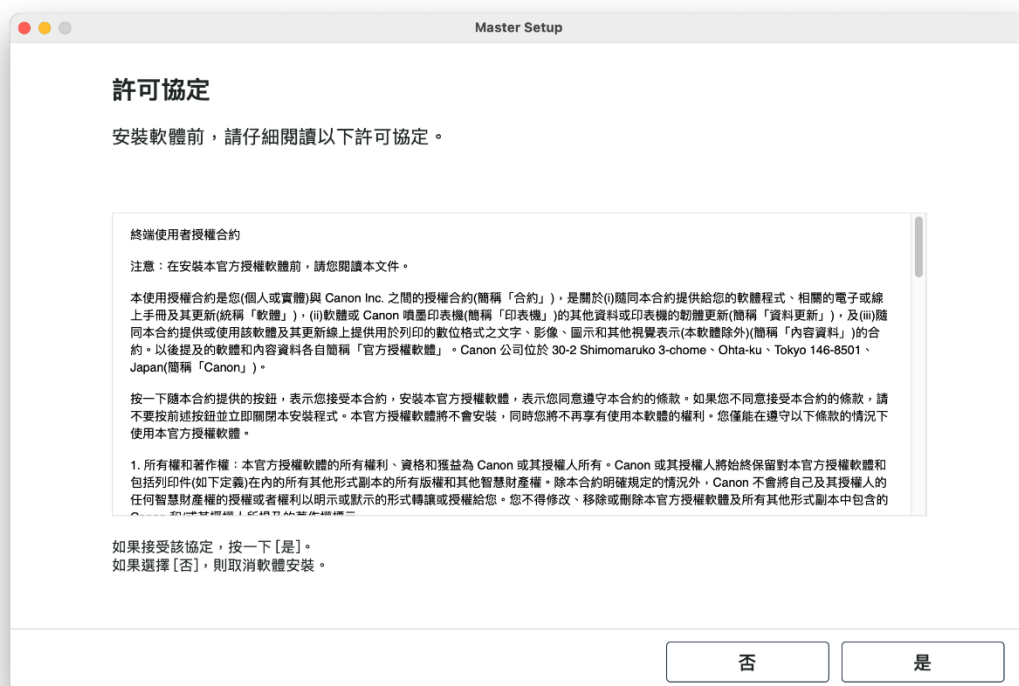 Master Setup
許可協定
安裝軟體前，請仔細閱讀以下許可協定。
終端使用者授權合約
注意：在安裝本官方授權軟體前，請您閱讀本文件。
本使用授權合約是您(個人或實體)與 Canon Inc. 之間的授權合約(簡稱「合約」)，是關於(i)隨同本合約提供給您的軟體程式、相關的電子或線
上手冊及其更新(統稱「軟體」)，(ii)軟體或 Canon 噴墨印表機(簡稱「印表機」)的其他資料或印表機的韌體更新(簡稱「資料更新」)，及(iii)隨
同本合約提供或使用該軟體及其更新線上提供用於列印的數位格式之文字、影像、圖示和其他視覺表示(本軟體除外)(簡稱「內容資料」)的合
約。以後提及的軟體和內容資料各自簡稱「官方授權軟體」。Canon 公司位於 30-2 Shimomaruko 3-chome、Ohta-ku、Tokyo 146-8501、
Japan(簡稱「Canon」)。
按一下隨本合約提供的按鈕，表示您接受本合約，安裝本官方授權軟體，表示您同意遵守本合約的條款。如果您不同意接受本合約的條款，請
不要按前述按鈕並立即關閉本安裝程式。本官方授權軟體將不會安裝，同時您將不再享有使用本軟體的權利。您僅能在遵守以下條款的情況下
使用本官方授權軟體。
1. 所有權和著作權：本官方授權軟體的所有權利、資格和獲益為 Canon 或其授權人所有。Canon 或其授權人將始終保留對本官方授權軟體和
包括列印件(如下定義)在內的所有其他形式副本的所有版權和其他智慧財產權。除本合約明確規定的情況外，Canon 不會將自己及其授權人的
任何智慧財產權的授權或者權利以明示或默示的形式轉讓或授權給您。您不得修改、移除或刪除本官方授權軟體及所有其他形式副本中包含的
Canon 和/或其授權人所提及的著作權標示
如果接受該協定，按一下 [是]。
如果選擇 [否]，則取消軟體安裝。
否
是